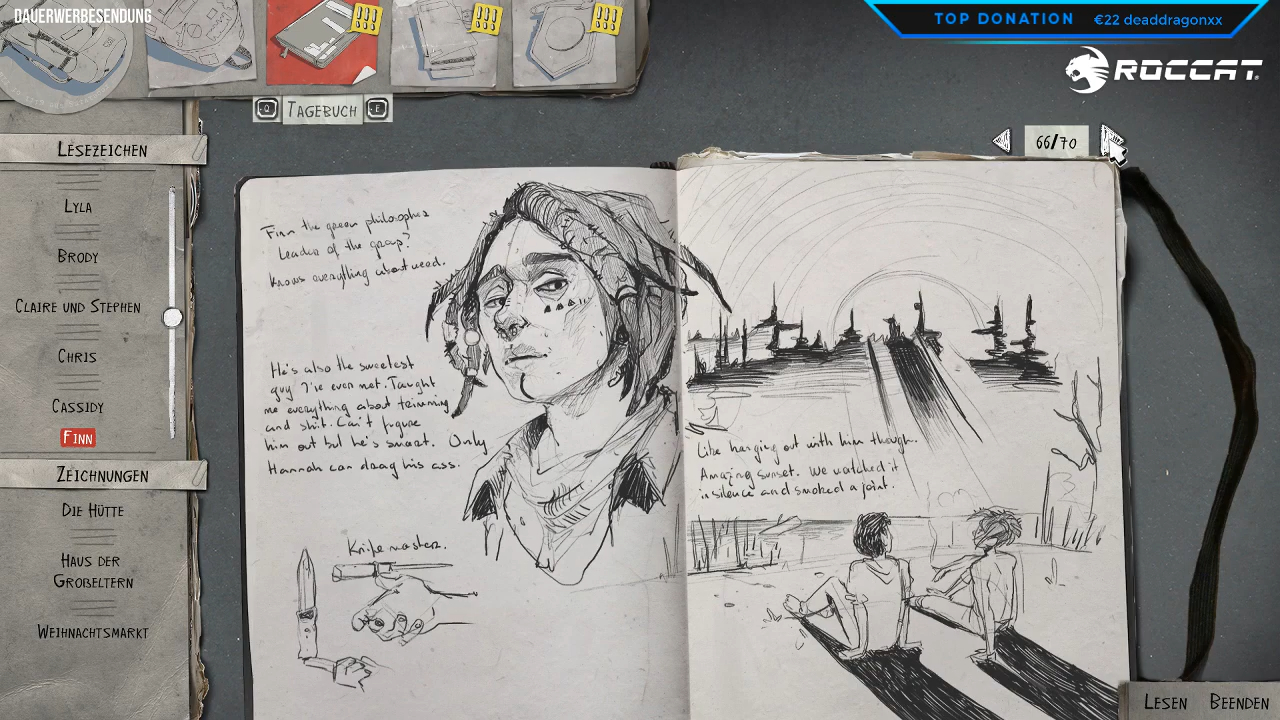 DAUERWERBESENDUNG
TOP DONATION €22 deaddragonxx
ROCCAT
Q TAGEBUCH E
66/70
LESEZEICHEN
LYLA
BRODY
CLAIRE UND STEPHEN
CHRIS
CASSIDY
FINN
ZEICHNUNGEN
DIE HÜTTE
HAUS DER
GROßELTERN
WEIHNACHTSMARKT
Finn the green philosopher
Leader of the group?
Knows everything about weed.
He's also the sweetest
guy I've ever met. Taught
me everything about trimming
and shit. Can't figure
him out but he's smart. Only
Hannah can drag his ass.
Knife master.
Like hanging out with him though.
Amazing sunset. We watched it
in silence and smoked a joint.
LESEN BEENDEN